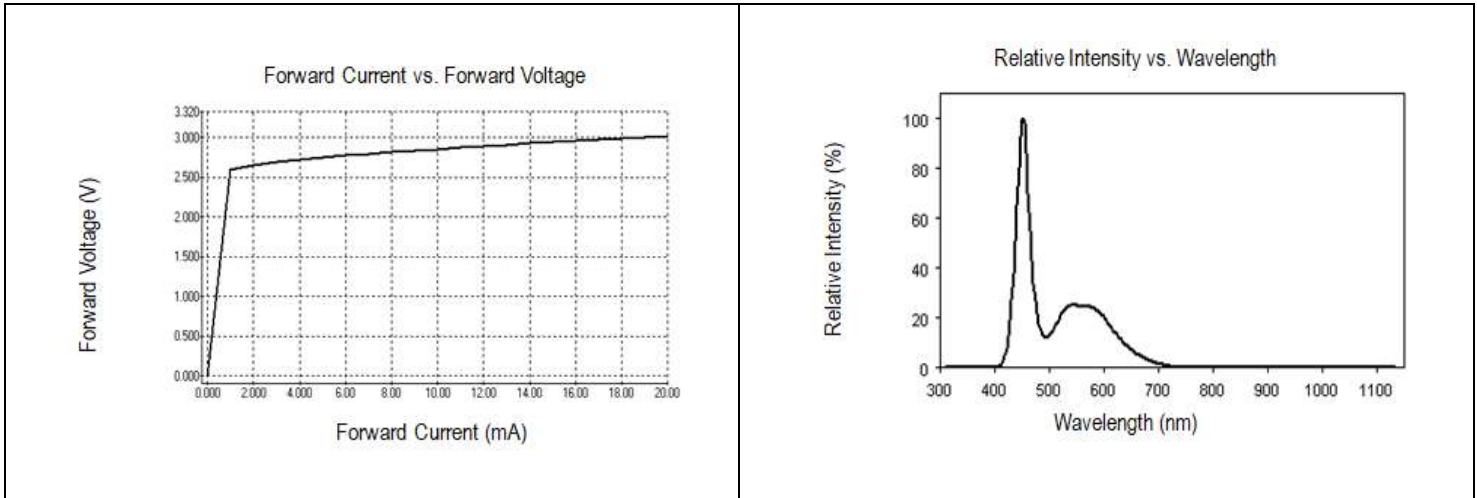 Forward Current vs. Forward Voltage
Forward Voltage (V)
3.320
3.000
2.500
2.000
1.500
1.000
0.500
0.000
0.000 2.000 4.000 6.00 8.00 10.00 12.00 14.00 16.00 18.00 20.00
Forward Current (mA)
Relative Intensity vs. Wavelength
Relative Intensity (%)
100
80
60
40
20
0
300 400 500 600 700 800 900 1000 1100
Wavelength (nm)